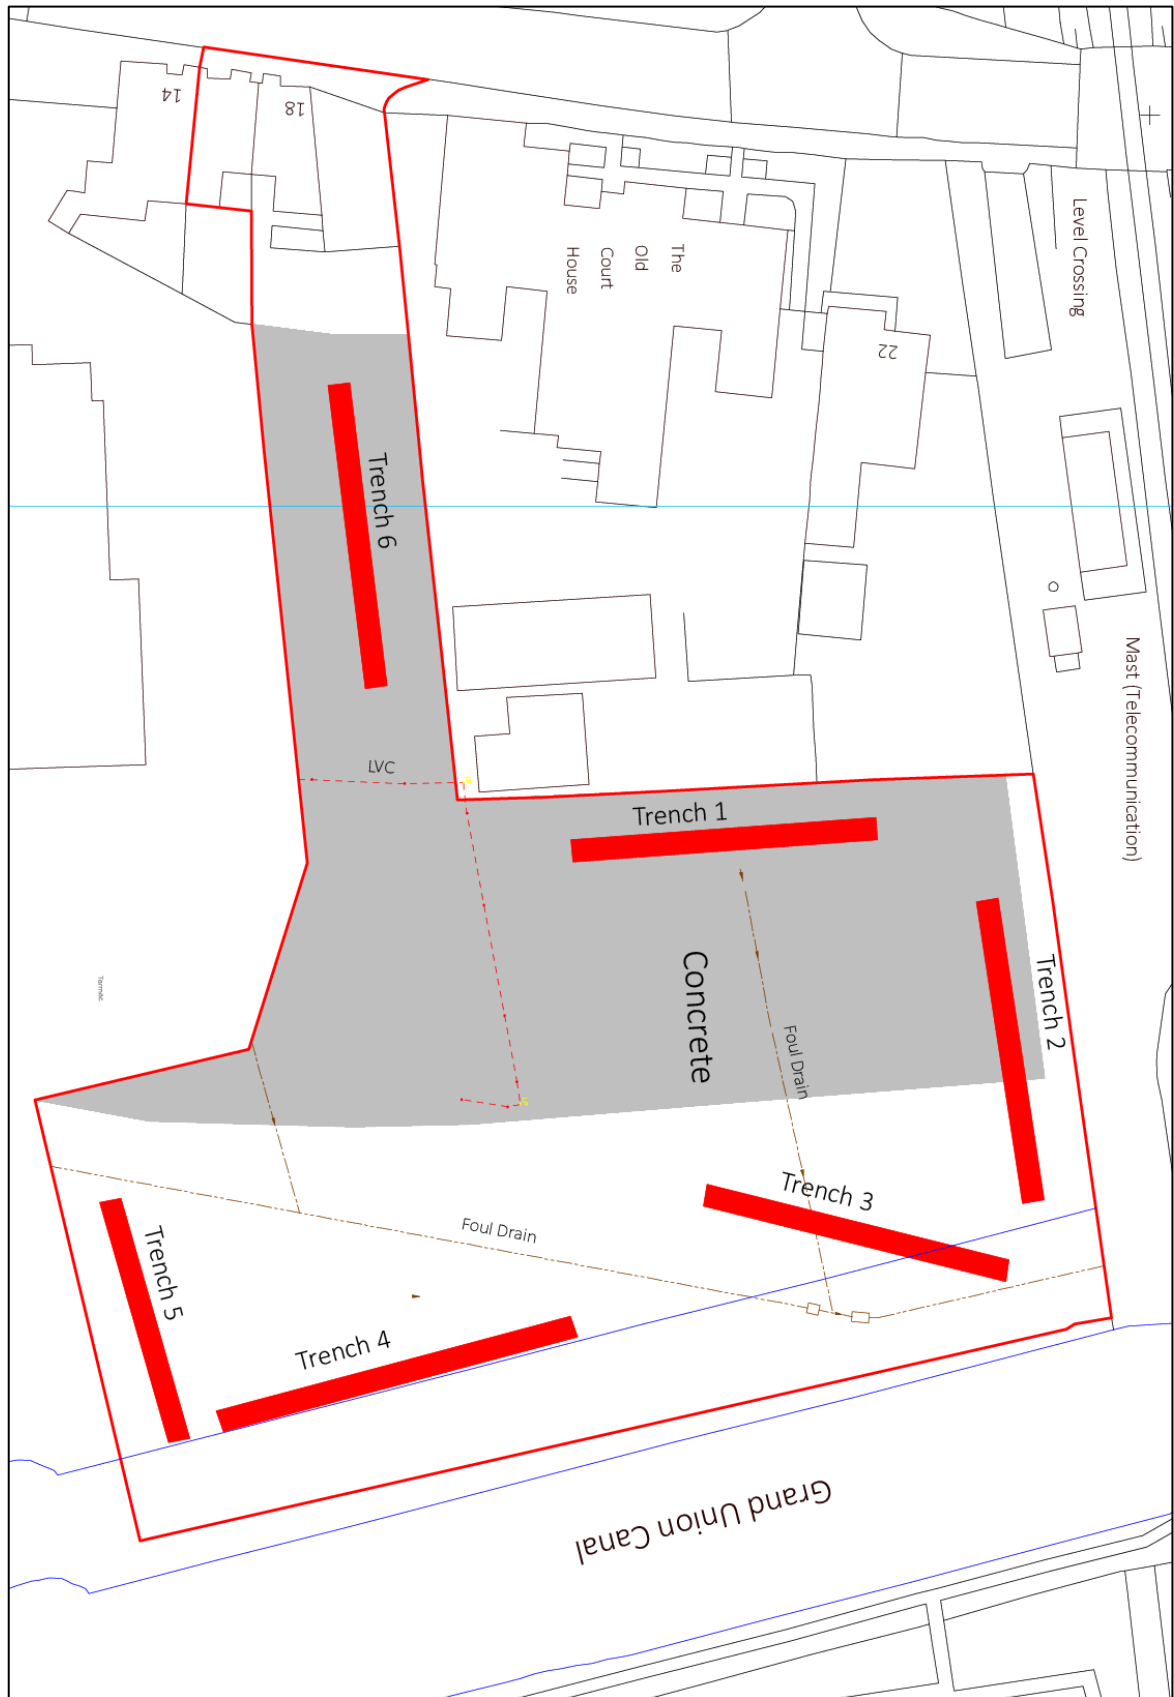 14
18
The
Old
Court
House
22
Level Crossing
Trench 6
Mast (Telecommunication)
LVC
Trench 1
Concrete
Trench 2
Tarmac
Foul Drain
Trench 3
Foul Drain
Trench 5
Trench 4
Grand Union Canal